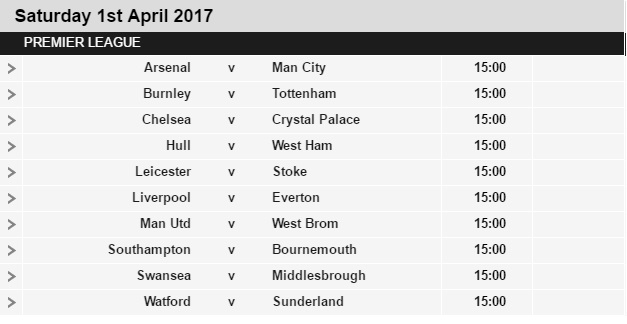 Saturday 1st April 2017
PREMIER LEAGUE
Arsenal v Man City 15:00
Burnley v Tottenham 15:00
Chelsea v Crystal Palace 15:00
Hull v West Ham 15:00
Leicester v Stoke 15:00
Liverpool v Everton 15:00
Man Utd v West Brom 15:00
Southampton v Bournemouth 15:00
Swansea v Middlesbrough 15:00
Watford v Sunderland 15:00